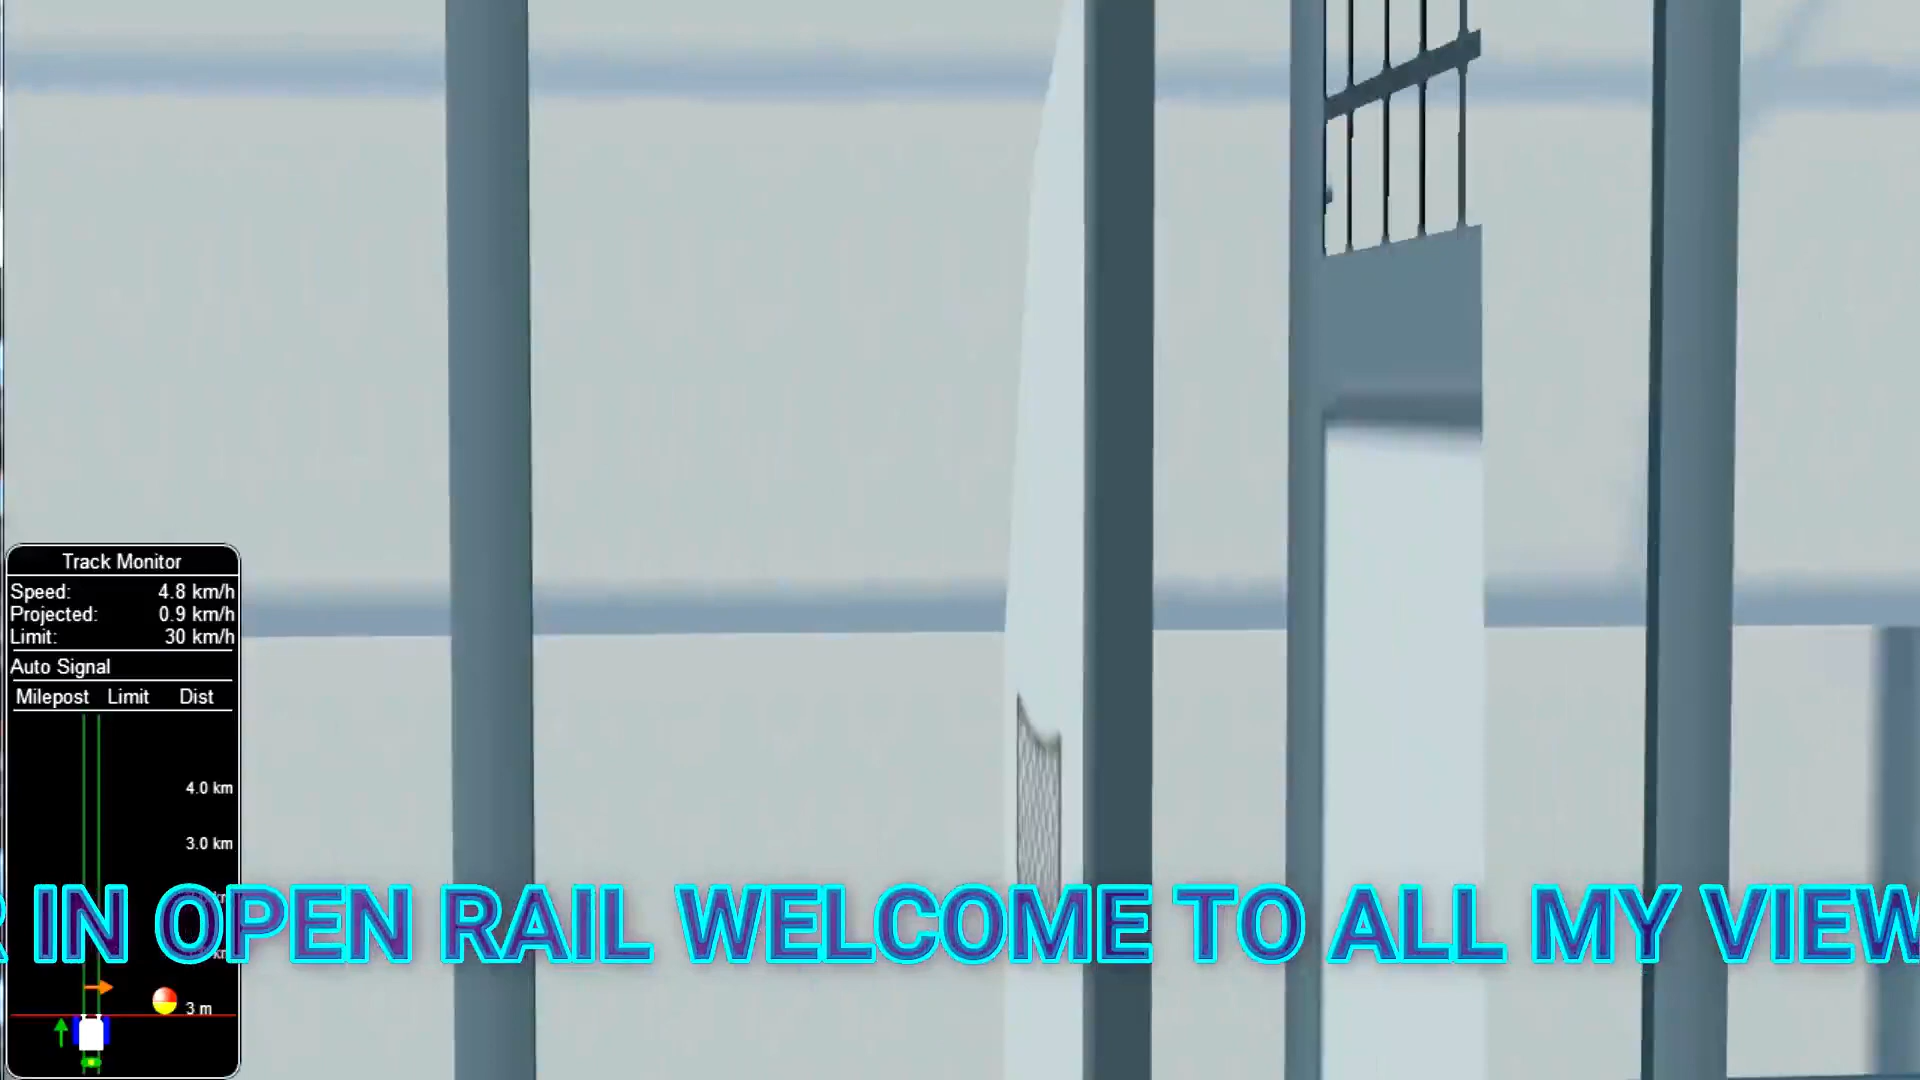 Track Monitor
Speed: 4.8 km/h
Projected: 0.9 km/h
Limit: 30 km/h
Auto Signal
Milepost Limit Dist
4.0 km
3.0 km
IN OPEN RAIL WELCOME TO ALL MY VIEW
3 m